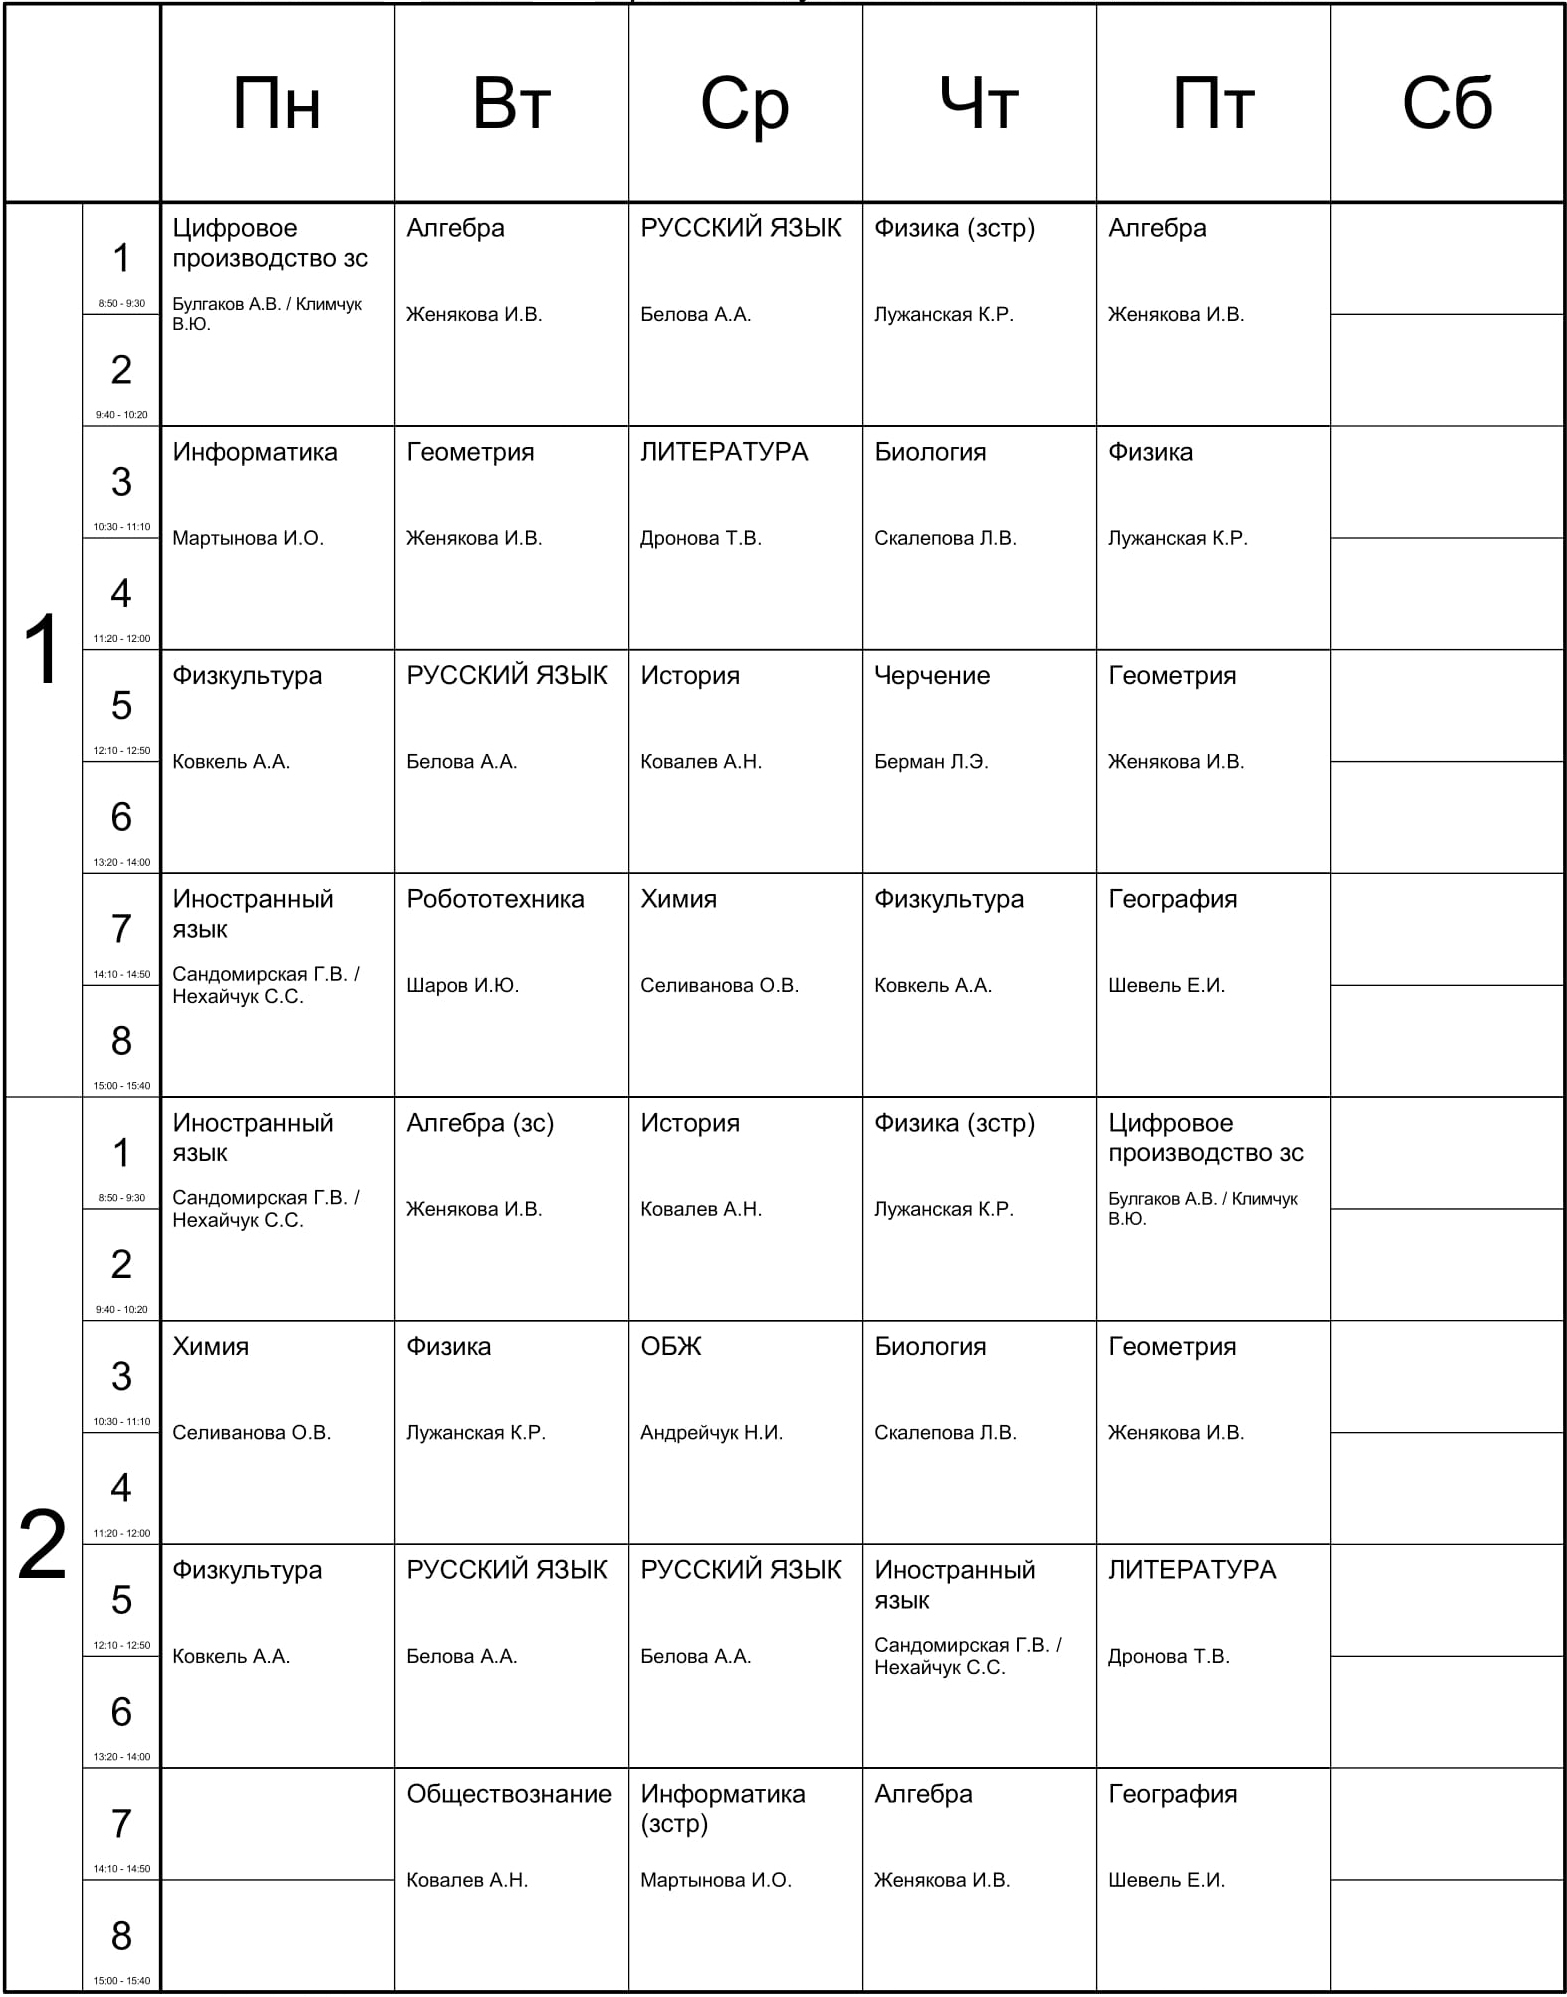 Пн Вт Ср Чт Пт Сб
1
1
8:50 - 9:30
2
9:40 - 10:20
Цифровое
производство зс
Булгаков А.В. / Климчук
В.Ю.
Алгебра
Женякова И.В.
РУССКИЙ ЯЗЫК
Белова А.А.
Физика (зстр)
Лужанская К.Р.
Алгебра
Женякова И.В.
3
10:30 - 11:10
4
11:20 - 12:00
Информатика
Мартынова И.О.
Геометрия
Женякова И.В.
ЛИТЕРАТУРА
Дронова Т.В.
Биология
Скалепова Л.В.
Физика
Лужанская К.Р.
5
12:10 - 12:50
6
13:20 - 14:00
Физкультура
Ковкель А.А.
РУССКИЙ ЯЗЫК
Белова А.А.
История
Ковалев А.Н.
Черчение
Берман Л.Э.
Геометрия
Женякова И.В.
7
14:10 - 14:50
8
15:00 - 15:40
Иностранный
язык
Сандомирская Г.В. /
Нехайчук С.С.
Робототехника
Шаров И.Ю.
Химия
Селиванова О.В.
Физкультура
Ковкель А.А.
География
Шевель Е.И.
2
1
8:50 - 9:30
2
9:40 - 10:20
Иностранный
язык
Сандомирская Г.В. /
Нехайчук С.С.
Алгебра (зс)
Женякова И.В.
История
Ковалев А.Н.
Физика (зстр)
Лужанская К.Р.
Цифровое
производство зс
Булгаков А.В. / Климчук
В.Ю.
3
10:30 - 11:10
4
11:20 - 12:00
Химия
Селиванова О.В.
Физика
Лужанская К.Р.
ОБЖ
Андрейчук Н.И.
Биология
Скалепова Л.В.
Геометрия
Женякова И.В.
5
12:10 - 12:50
6
13:20 - 14:00
Физкультура
Ковкель А.А.
РУССКИЙ ЯЗЫК
Белова А.А.
РУССКИЙ ЯЗЫК
Белова А.А.
Иностранный
язык
Сандомирская Г.В. /
Нехайчук С.С.
ЛИТЕРАТУРА
Дронова Т.В.
7
14:10 - 14:50
8
15:00 - 15:40
Обществознание
Ковалев А.Н.
Информатика
(зстр)
Мартынова И.О.
Алгебра
Женякова И.В.
География
Шевель Е.И.